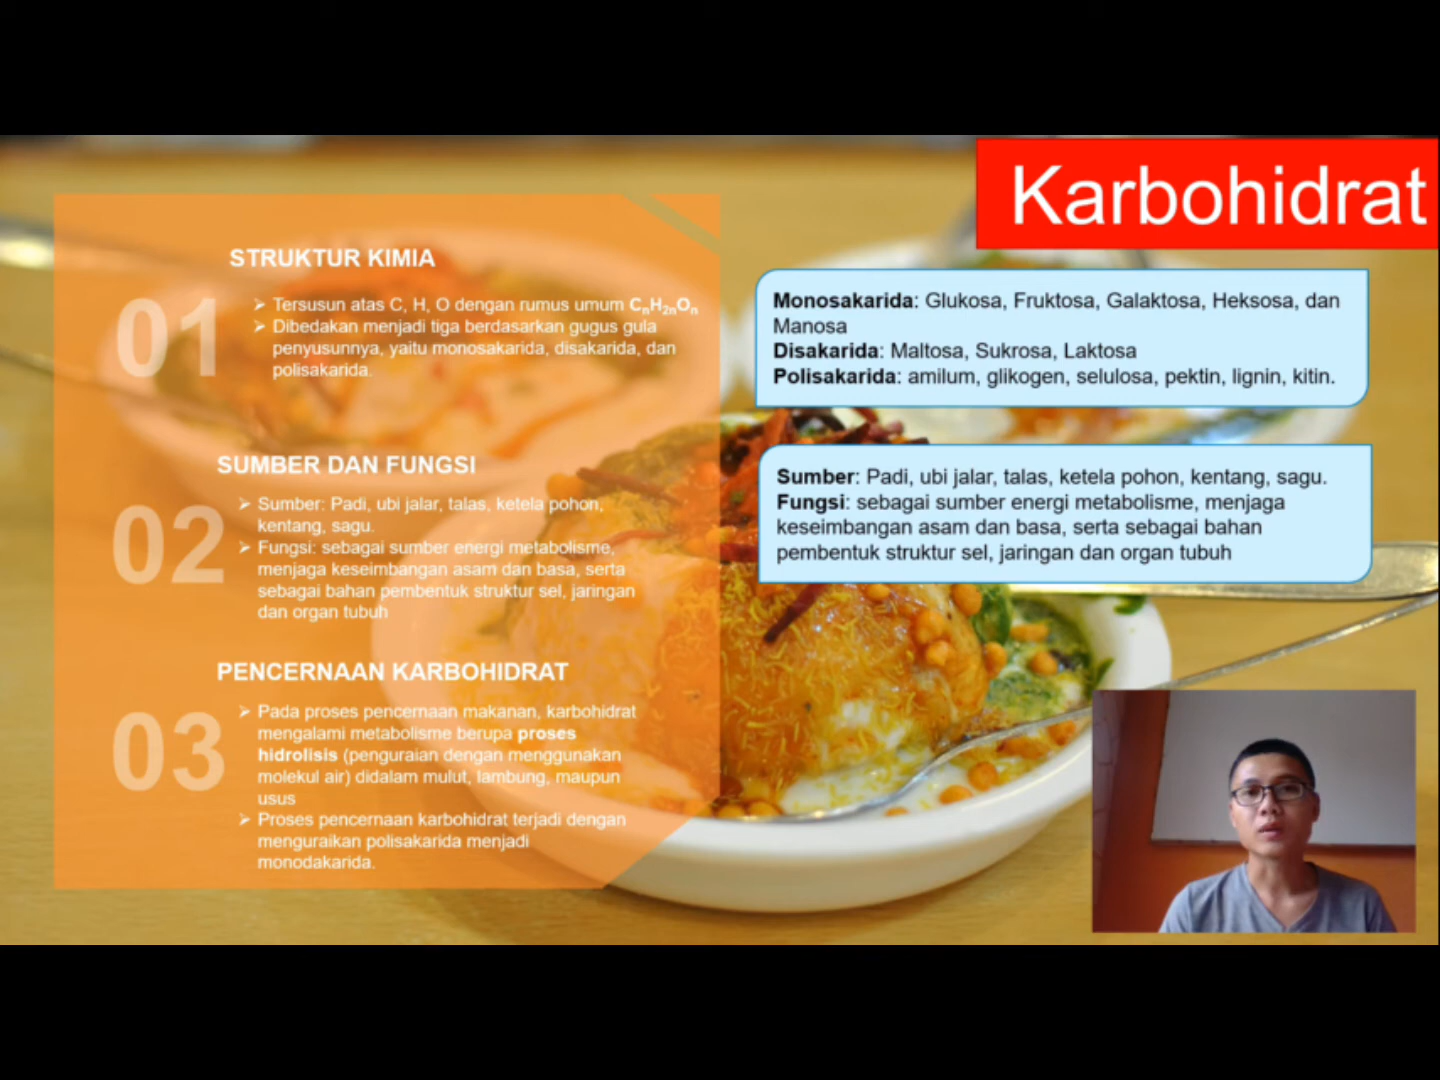 Karbohidrat
STRUKTUR KIMIA
01
➢ Tersusun atas C, H, O dengan rumus umum CnH2nOn
➢ Dibedakan menjadi tiga berdasarkan gugus gula
penyusunnya, yaitu monosakarida, disakarida, dan
polisakarida.
SUMBER DAN FUNGSI
02
➢ Sumber: Padi, ubi jalar, talas, ketela pohon,
kentang, sagu.
➢ Fungsi: sebagai sumber energi metabolisme,
menjaga keseimbangan asam dan basa, serta
sebagai bahan pembentuk struktur sel, jaringan
dan organ tubuh
PENCERNAAN KARBOHIDRAT
03
➢ Pada proses pencernaan makanan, karbohidrat
mengalami metabolisme berupa proses
hidrolisis (penguraian dengan menggunakan
molekul air) didalam mulut, lambung, maupun
usus
➢ Proses pencernaan karbohidrat terjadi dengan
menguraikan polisakarida menjadi
monodakarida.
Monosakarida: Glukosa, Fruktosa, Galaktosa, Heksosa, dan
Manosa
Disakarida: Maltosa, Sukrosa, Laktosa
Polisakarida: amilum, glikogen, selulosa, pektin, lignin, kitin.
Sumber: Padi, ubi jalar, talas, ketela pohon, kentang, sagu.
Fungsi: sebagai sumber energi metabolisme, menjaga
keseimbangan asam dan basa, serta sebagai bahan
pembentuk struktur sel, jaringan dan organ tubuh